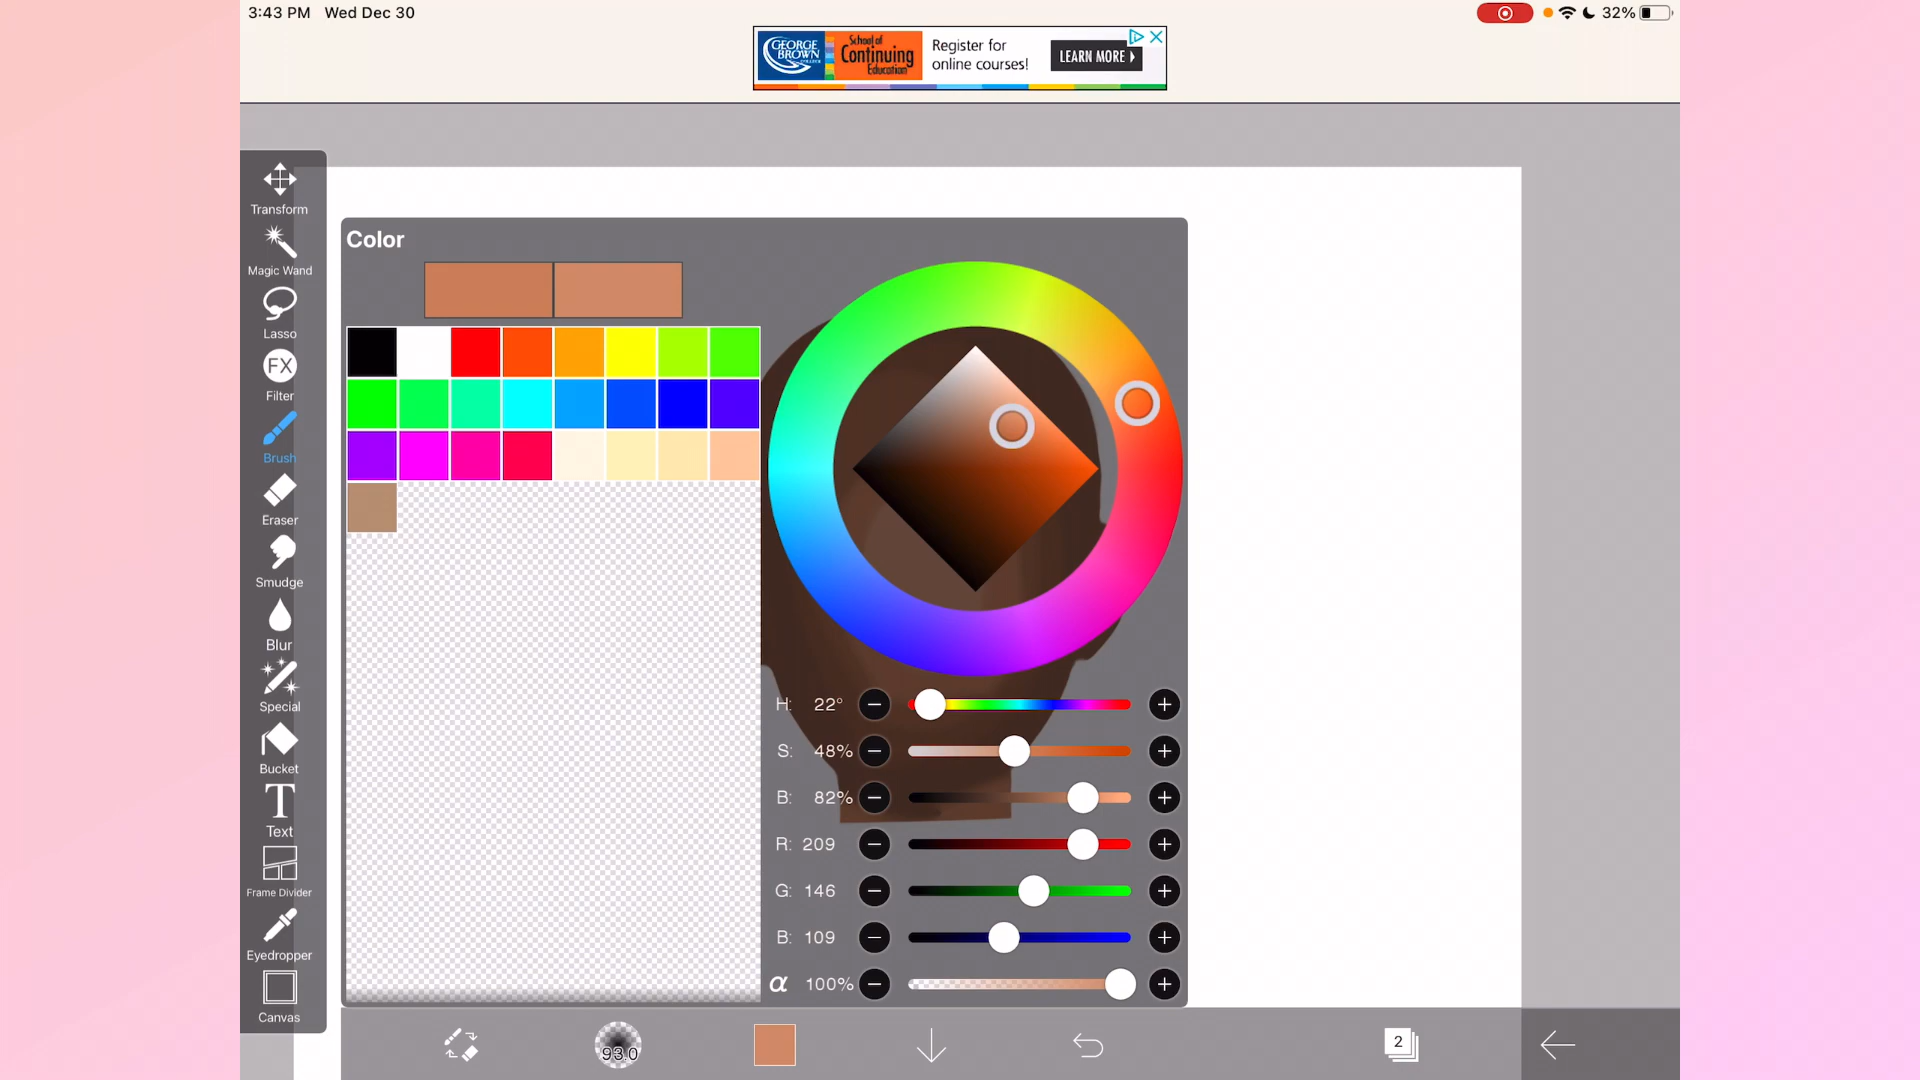 3:43 PM Wed Dec 30
32%
GEORGE BROWN COLLEGE
School of
Continuing
Education
Register for
online courses!
LEARN MORE
Transform
Magic Wand
Lasso
FX
Filter
Brush
Eraser
Smudge
Blur
Special
Bucket
T
Text
Frame Divider
Eyedropper
Canvas
Color
H: 22°
S: 48%
B: 82%
R: 209
G: 146
B: 109
α 100%
93.0
2